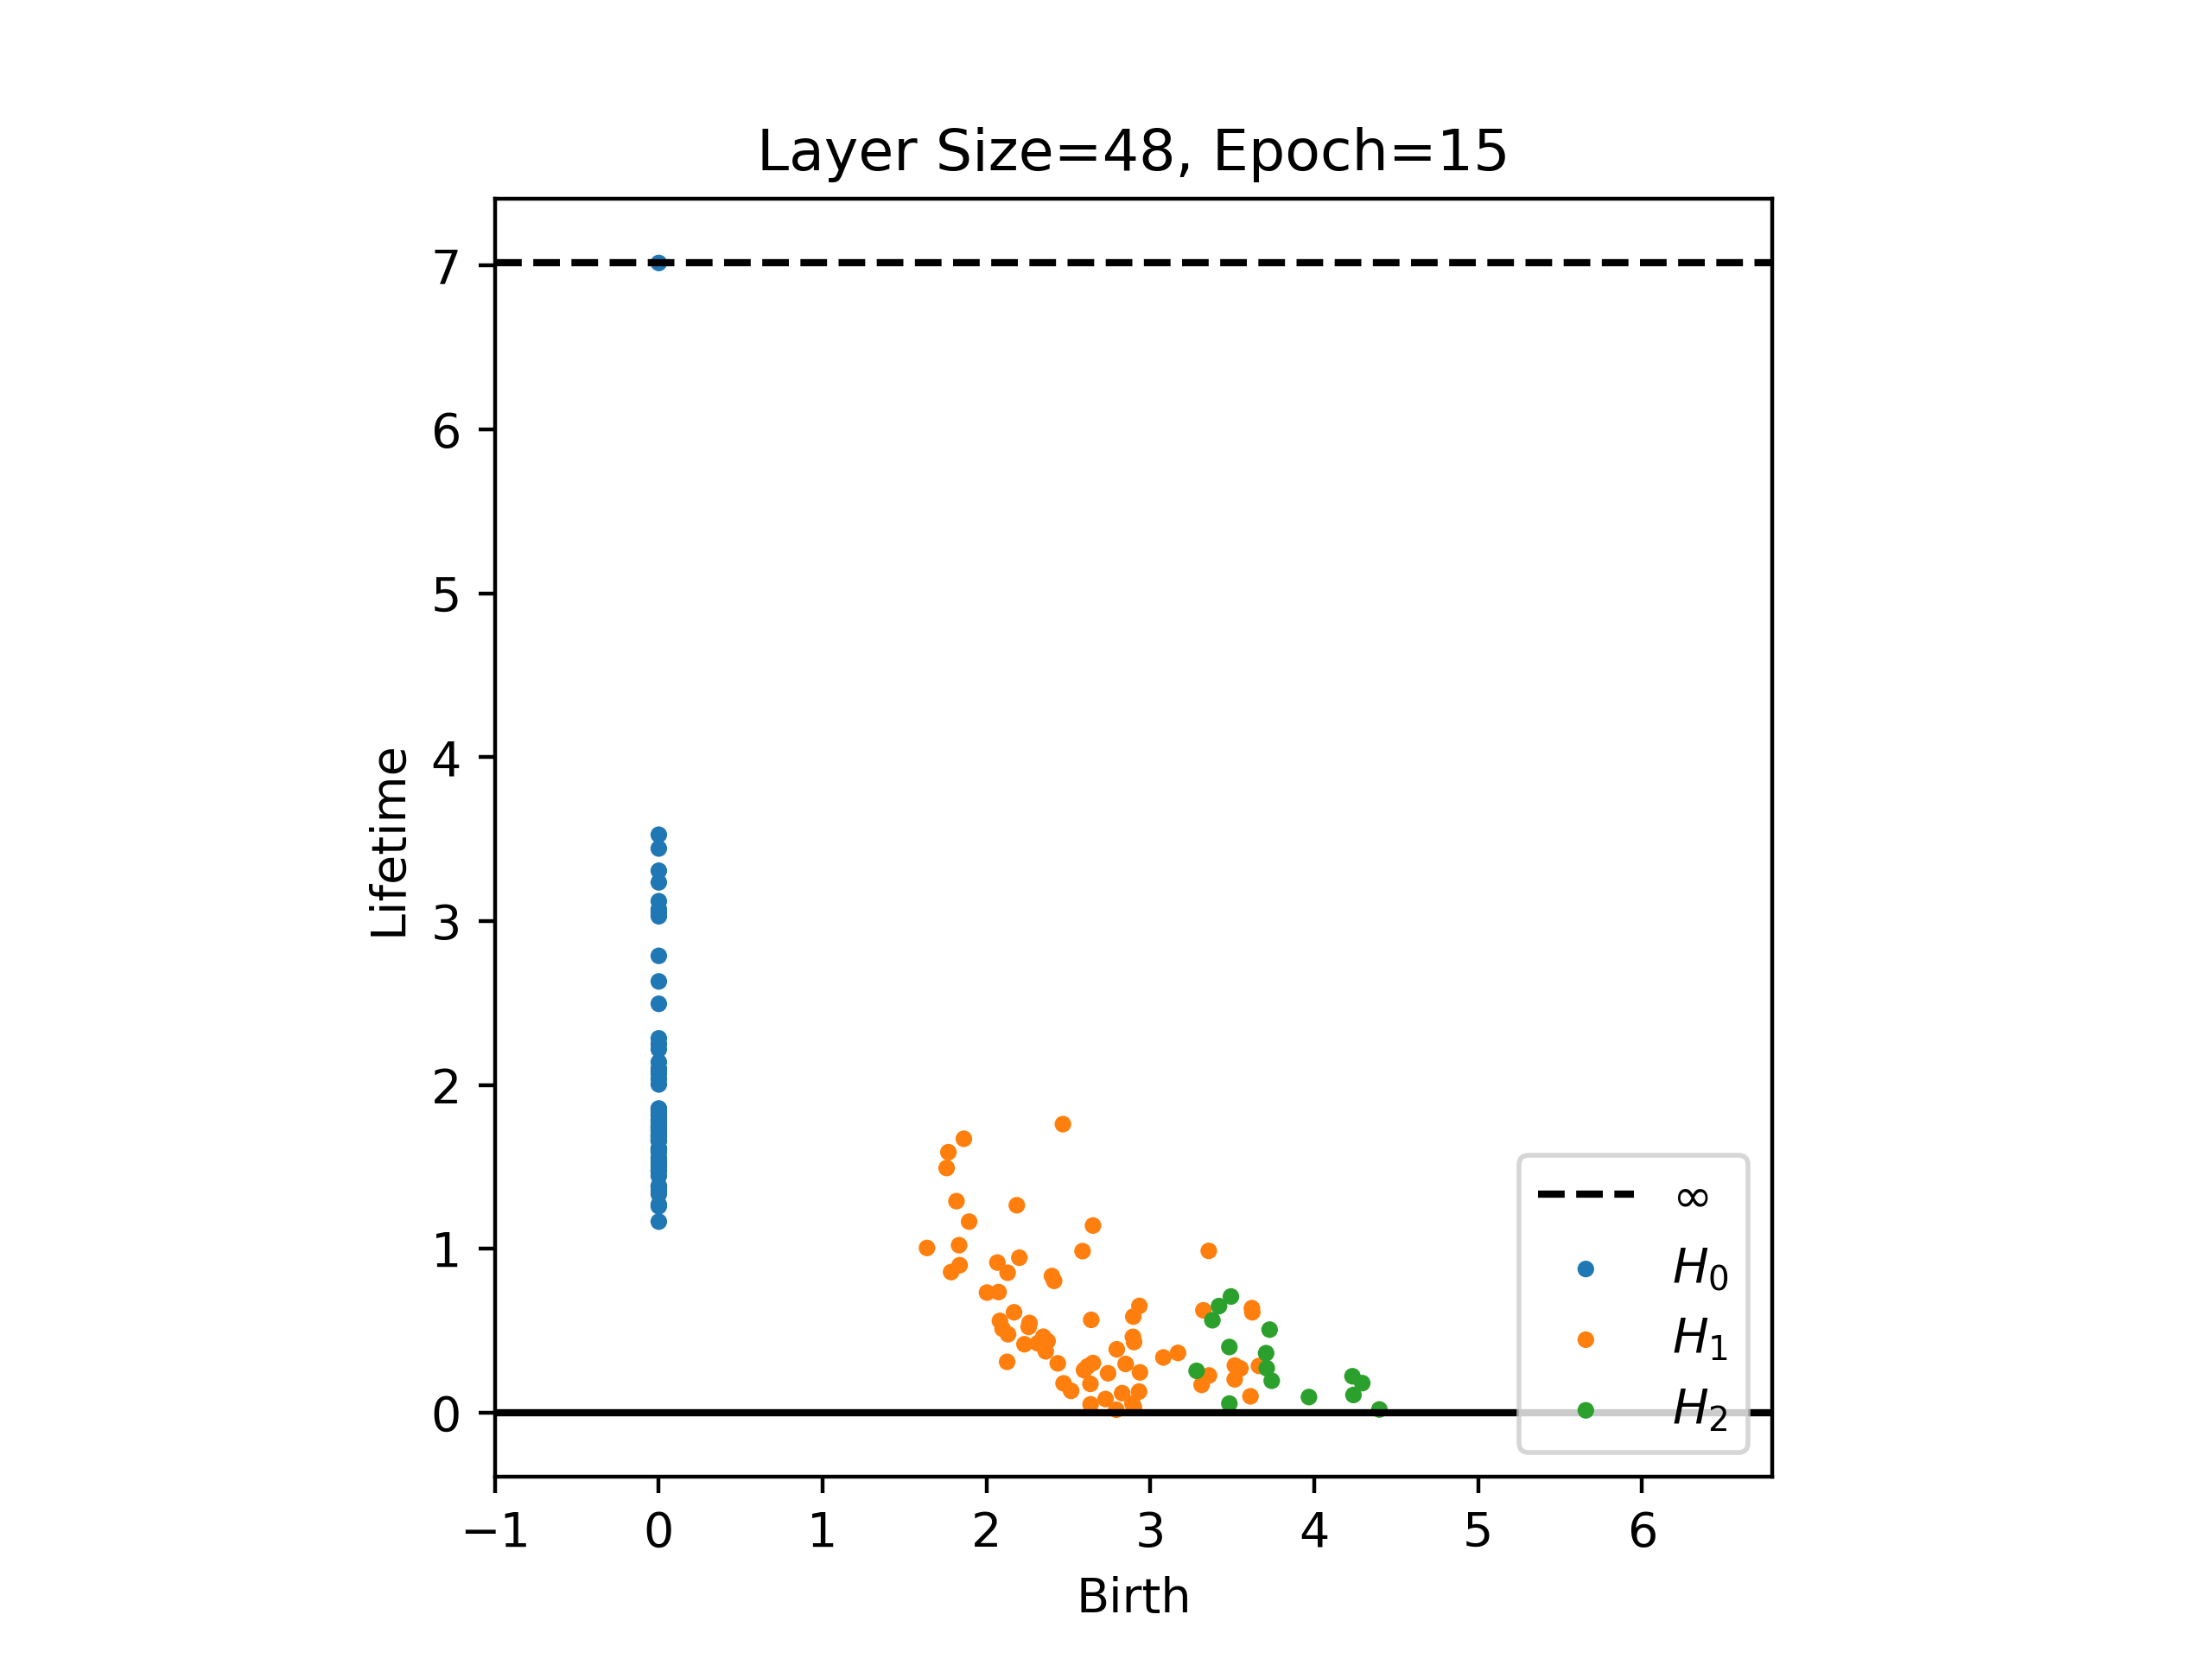 Layer Size=48, Epoch=15
7
6
5
4
3
2
1
0
Lifetime
∞
H₀
H₁
H₂
−1 0 1 2 3 4 5 6
Birth